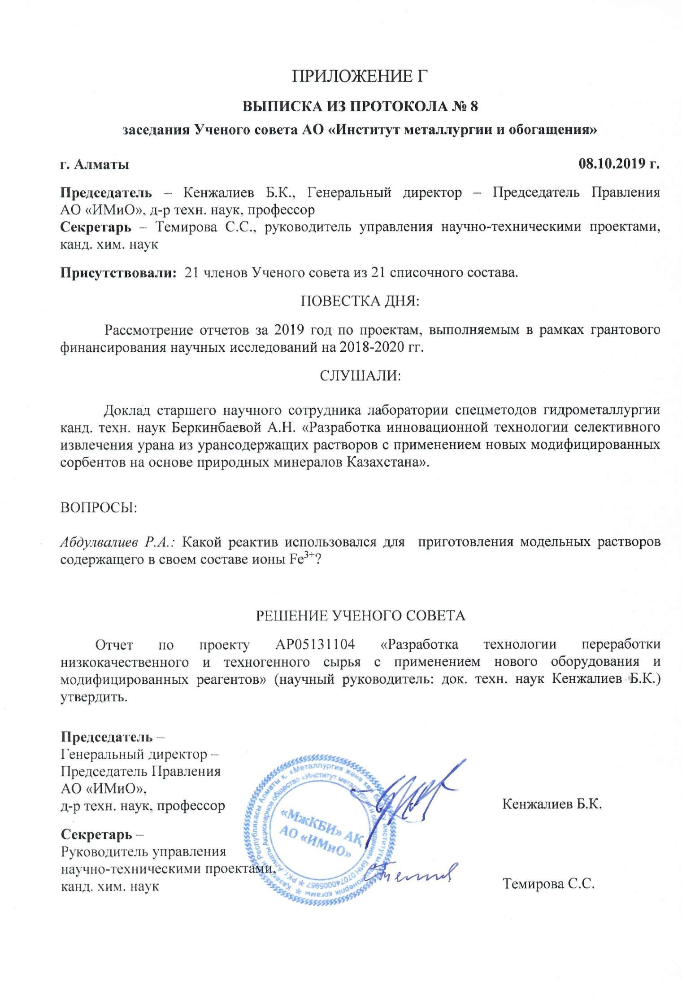 ПРИЛОЖЕНИЕ Г
ВЫПИСКА ИЗ ПРОТОКОЛА № 8
заседания Ученого совета АО «Институт металлургии и обогащения»
г. Алматы 08.10.2019 г.
Председатель – Кенжалиев Б.К., Генеральный директор – Председатель Правления
АО «ИМиО», д-р техн. наук, профессор
Секретарь – Темирова С.С., руководитель управления научно-техническими проектами,
канд. хим. наук
Присутствовали: 21 членов Ученого совета из 21 списочного состава.
ПОВЕСТКА ДНЯ:
Рассмотрение отчетов за 2019 год по проектам, выполняемым в рамках грантового
финансирования научных исследований на 2018-2020 гг.
СЛУШАЛИ:
Доклад старшего научного сотрудника лаборатории спецметодов гидрометаллургии
канд. техн. наук Беркинбаевой А.Н. «Разработка инновационной технологии селективного
извлечения урана из урансодержащих растворов с применением новых модифицированных
сорбентов на основе природных минералов Казахстана».
ВОПРОСЫ:
Абдулвалиев Р.А.: Какой реактив использовался для приготовления модельных растворов
содержащего в своем составе ионы Fe³⁺?
РЕШЕНИЕ УЧЕНОГО СОВЕТА
Отчет по проекту АР05131104 «Разработка технологии переработки
низкокачественного и техногенного сырья с применением нового оборудования и
модифицированных реагентов» (научный руководитель: док. техн. наук Кенжалиев Б.К.)
утвердить.
Председатель –
Генеральный директор –
Председатель Правления
АО «ИМиО»,
д-р техн. наук, профессор Кенжалиев Б.К.
Секретарь –
Руководитель управления
научно-техническими проектами,
канд. хим. наук Темирова С.С.
«МжКБИ» АҚ
АО «ИМиО»
Қазақстан Республикасы Алматы қ. «Металлургия және кен байыту институты» акционерлік қоғамы
РК г. Алматы Акционерное общество «Институт металлургии и обогащения» БИН 070740005957